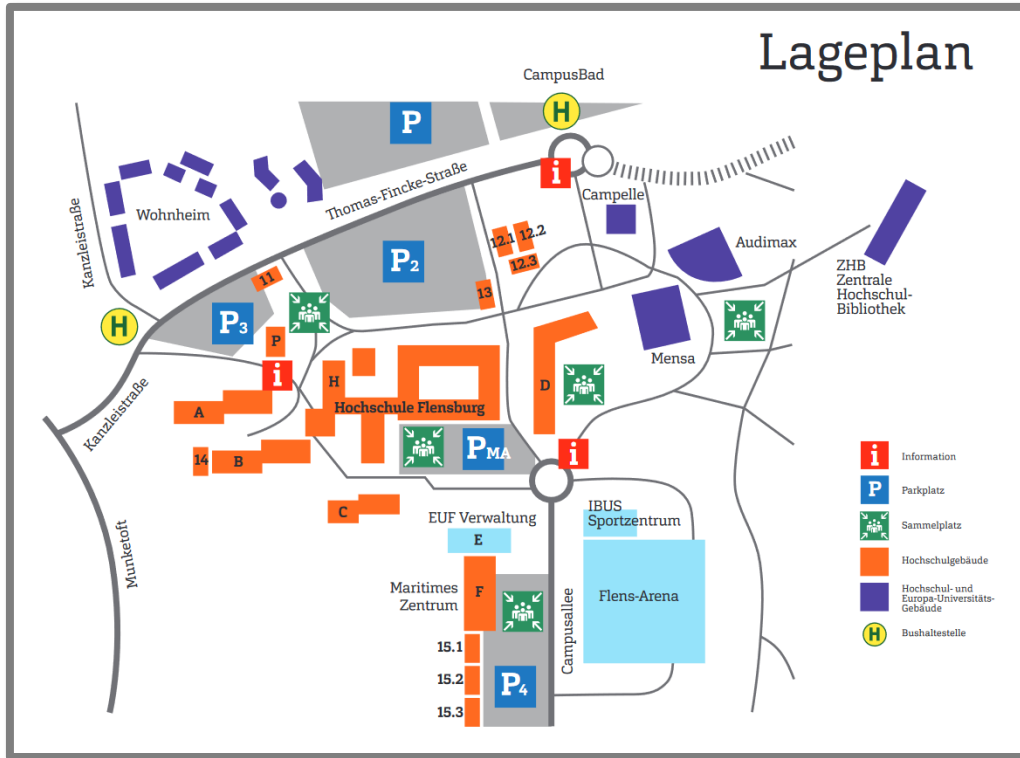 Lageplan
CampusBad
H
P
i
Thomas-Fincke-Straße
Kanzleistraße
Wohnheim
Campelle
12.1
12.2
12.3
Audimax
ZHB
Zentrale
Hochschul-
Bibliothek
P2
11
13
H
P3
P
Mensa
i
H
D
Hochschule Flensburg
A
Kanzleistraße
PMA
i
14
B
C
EUF Verwaltung
E
IBUS
Sportzentrum
Munketoft
Maritimes
Zentrum
F
Flens-Arena
Campusallee
15.1
15.2
15.3
P4
i
Information
P
Parkplatz
Sammelplatz
Hochschulgebäude
Hochschul- und
Europa-Universitäts-
Gebäude
H
Bushaltestelle